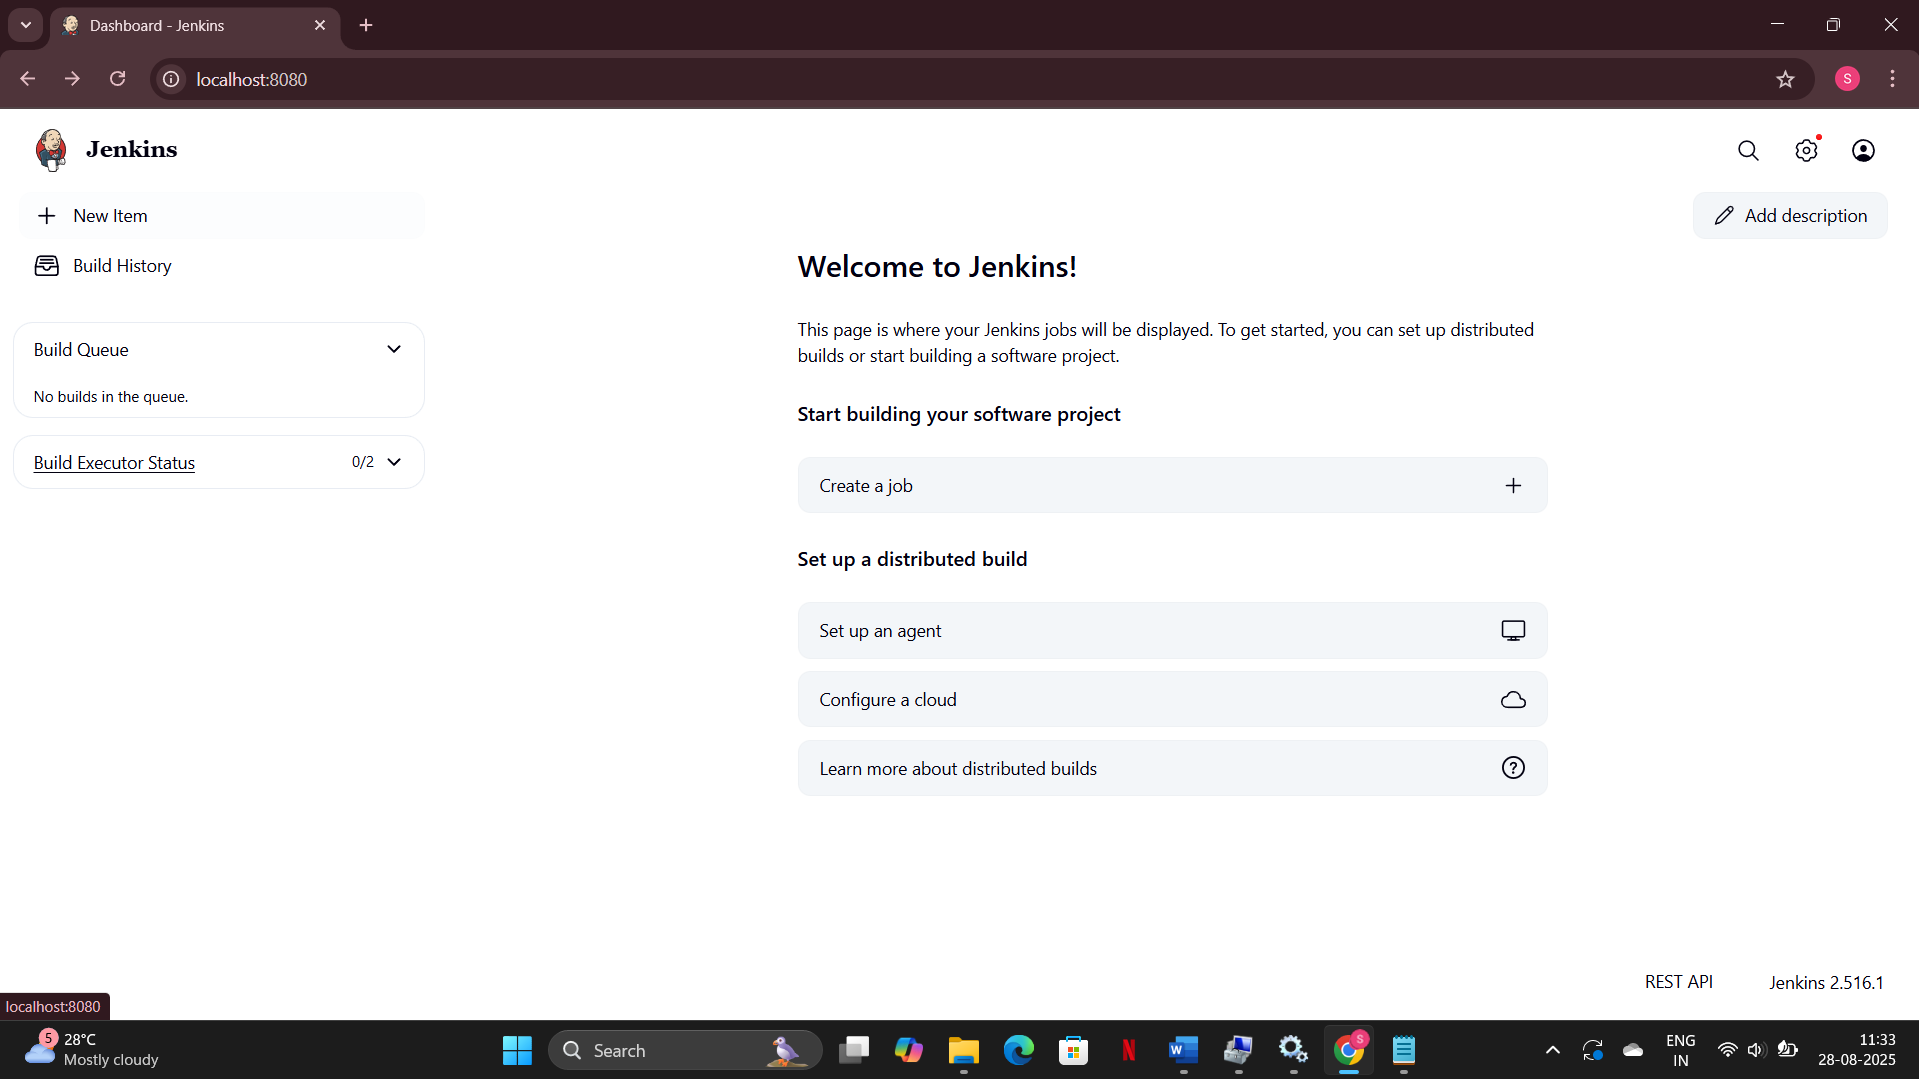 Dashboard - Jenkins
localhost:8080
S
Jenkins
New Item
Add description
Build History
Build Queue
No builds in the queue.
Build Executor Status
0/2
Welcome to Jenkins!
This page is where your Jenkins jobs will be displayed. To get started, you can set up distributed
builds or start building a software project.
Start building your software project
Create a job
Set up a distributed build
Set up an agent
Configure a cloud
Learn more about distributed builds
REST API
Jenkins 2.516.1
localhost:8080
5
28°C
Mostly cloudy
Search
N
W
S
ENG
IN
11:33
28-08-2025